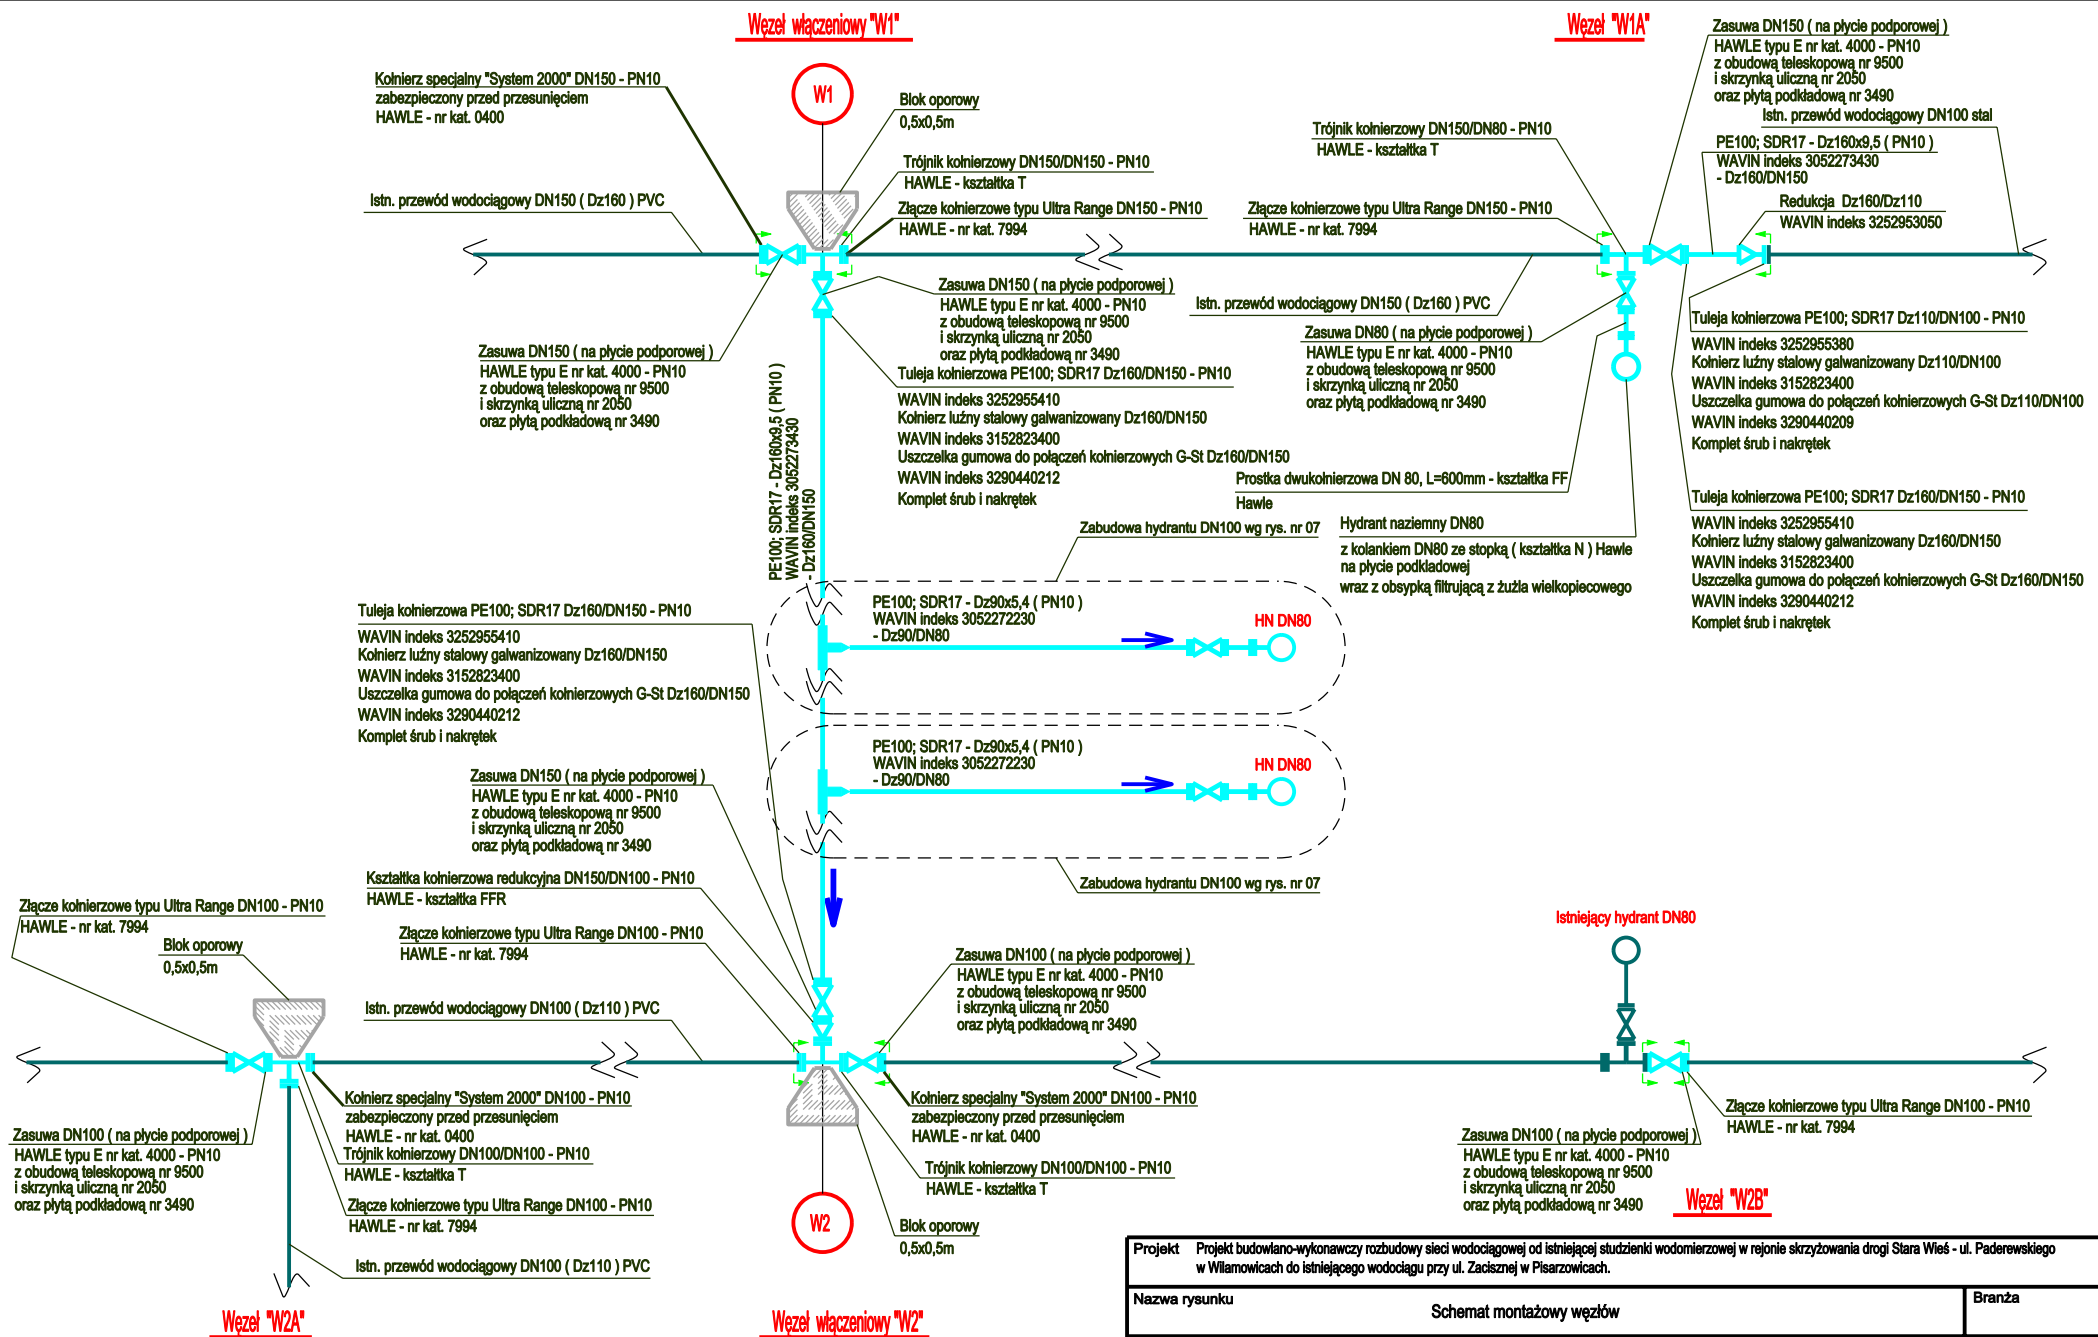 Węzeł włączeniowy "W1"
W1
Kołnierz specjalny "System 2000" DN150 - PN10
zabezpieczony przed przesunięciem
HAWLE - nr kat. 0400
Blok oporowy
0,5x0,5m
Trójnik kołnierzowy DN150/DN150 - PN10
HAWLE - kształtka T
Istn. przewód wodociągowy DN150 ( Dz160 ) PVC
Złącze kołnierzowe typu Ultra Range DN150 - PN10
HAWLE - nr kat. 7994
Zasuwa DN150 ( na płycie podporowej )
HAWLE typu E nr kat. 4000 - PN10
z obudową teleskopową nr 9500
i skrzynką uliczną nr 2050
oraz płytą podkładową nr 3490
Zasuwa DN150 ( na płycie podporowej )
HAWLE typu E nr kat. 4000 - PN10
z obudową teleskopową nr 9500
i skrzynką uliczną nr 2050
oraz płytą podkładową nr 3490
Tuleja kołnierzowa PE100; SDR17 Dz160/DN150 - PN10
WAVIN indeks 3252955410
Kołnierz luźny stalowy galwanizowany Dz160/DN150
WAVIN indeks 3152823400
Uszczelka gumowa do połączeń kołnierzowych G-St Dz160/DN150
WAVIN indeks 3290440212
Komplet śrub i nakrętek
PE100; SDR17 - Dz160x9,5 ( PN10 )
WAVIN indeks 3052273430
- Dz160/DN150
Węzeł "W1A"
Zasuwa DN150 ( na płycie podporowej )
HAWLE typu E nr kat. 4000 - PN10
z obudową teleskopową nr 9500
i skrzynką uliczną nr 2050
oraz płytą podkładową nr 3490
Istn. przewód wodociągowy DN100 stal
Trójnik kołnierzowy DN150/DN80 - PN10
HAWLE - kształtka T
PE100; SDR17 - Dz160x9,5 ( PN10 )
WAVIN indeks 3052273430
- Dz160/DN150
Redukcja Dz160/Dz110
WAVIN indeks 3252953050
Złącze kołnierzowe typu Ultra Range DN150 - PN10
HAWLE - nr kat. 7994
Istn. przewód wodociągowy DN150 ( Dz160 ) PVC
Zasuwa DN80 ( na płycie podporowej )
HAWLE typu E nr kat. 4000 - PN10
z obudową teleskopową nr 9500
i skrzynką uliczną nr 2050
oraz płytą podkładową nr 3490
Tuleja kołnierzowa PE100; SDR17 Dz110/DN100 - PN10
WAVIN indeks 3252955380
Kołnierz luźny stalowy galwanizowany Dz110/DN100
WAVIN indeks 3152823400
Uszczelka gumowa do połączeń kołnierzowych G-St Dz110/DN100
WAVIN indeks 3290440209
Komplet śrub i nakrętek
Prostka dwukołnierzowa DN 80, L=600mm - kształtka FF
Hawle
Tuleja kołnierzowa PE100; SDR17 Dz160/DN150 - PN10
WAVIN indeks 3252955410
Kołnierz luźny stalowy galwanizowany Dz160/DN150
WAVIN indeks 3152823400
Uszczelka gumowa do połączeń kołnierzowych G-St Dz160/DN150
WAVIN indeks 3290440212
Komplet śrub i nakrętek
Hydrant naziemny DN80
z kolankiem DN80 ze stopką ( kształtka N ) Hawle
na płycie podkladowej
wraz z obsypką filtrującą z żużla wielkopiecowego
Zabudowa hydrantu DN100 wg rys. nr 07
PE100; SDR17 - Dz90x5,4 ( PN10 )
WAVIN indeks 3052272230
- Dz90/DN80
HN DN80
PE100; SDR17 - Dz90x5,4 ( PN10 )
WAVIN indeks 3052272230
- Dz90/DN80
HN DN80
Zabudowa hydrantu DN100 wg rys. nr 07
Tuleja kołnierzowa PE100; SDR17 Dz160/DN150 - PN10
WAVIN indeks 3252955410
Kołnierz luźny stalowy galwanizowany Dz160/DN150
WAVIN indeks 3152823400
Uszczelka gumowa do połączeń kołnierzowych G-St Dz160/DN150
WAVIN indeks 3290440212
Komplet śrub i nakrętek
Zasuwa DN150 ( na płycie podporowej )
HAWLE typu E nr kat. 4000 - PN10
z obudową teleskopową nr 9500
i skrzynką uliczną nr 2050
oraz płytą podkładową nr 3490
Kształtka kołnierzowa redukcyjna DN150/DN100 - PN10
HAWLE - kształtka FFR
Złącze kołnierzowe typu Ultra Range DN100 - PN10
HAWLE - nr kat. 7994
Złącze kołnierzowe typu Ultra Range DN100 - PN10
HAWLE - nr kat. 7994
Blok oporowy
0,5x0,5m
Istn. przewód wodociągowy DN100 ( Dz110 ) PVC
Zasuwa DN100 ( na płycie podporowej )
HAWLE typu E nr kat. 4000 - PN10
z obudową teleskopową nr 9500
i skrzynką uliczną nr 2050
oraz płytą podkładową nr 3490
Istniejący hydrant DN80
Kołnierz specjalny "System 2000" DN100 - PN10
zabezpieczony przed przesunięciem
HAWLE - nr kat. 0400
Trójnik kołnierzowy DN100/DN100 - PN10
HAWLE - kształtka T
Złącze kołnierzowe typu Ultra Range DN100 - PN10
HAWLE - nr kat. 7994
Zasuwa DN100 ( na płycie podporowej )
HAWLE typu E nr kat. 4000 - PN10
z obudową teleskopową nr 9500
i skrzynką uliczną nr 2050
oraz płytą podkładową nr 3490
Istn. przewód wodociągowy DN100 ( Dz110 ) PVC
Węzeł "W2A"
Kołnierz specjalny "System 2000" DN100 - PN10
zabezpieczony przed przesunięciem
HAWLE - nr kat. 0400
Trójnik kołnierzowy DN100/DN100 - PN10
HAWLE - kształtka T
W2
Blok oporowy
0,5x0,5m
Węzeł włączeniowy "W2"
Złącze kołnierzowe typu Ultra Range DN100 - PN10
HAWLE - nr kat. 7994
Zasuwa DN100 ( na płycie podporowej )
HAWLE typu E nr kat. 4000 - PN10
z obudową teleskopową nr 9500
i skrzynką uliczną nr 2050
oraz płytą podkładową nr 3490
Węzeł "W2B"
Projekt Projekt budowlano-wykonawczy rozbudowy sieci wodociągowej od istniejącej studzienki wodomierzowej w rejonie skrzyżowania drogi Stara Wieś - ul. Paderewskiego
w Wilamowicach do istniejącego wodociągu przy ul. Zacisznej w Pisarzowicach.
Nazwa rysunku
Schemat montażowy węzłów
Branża